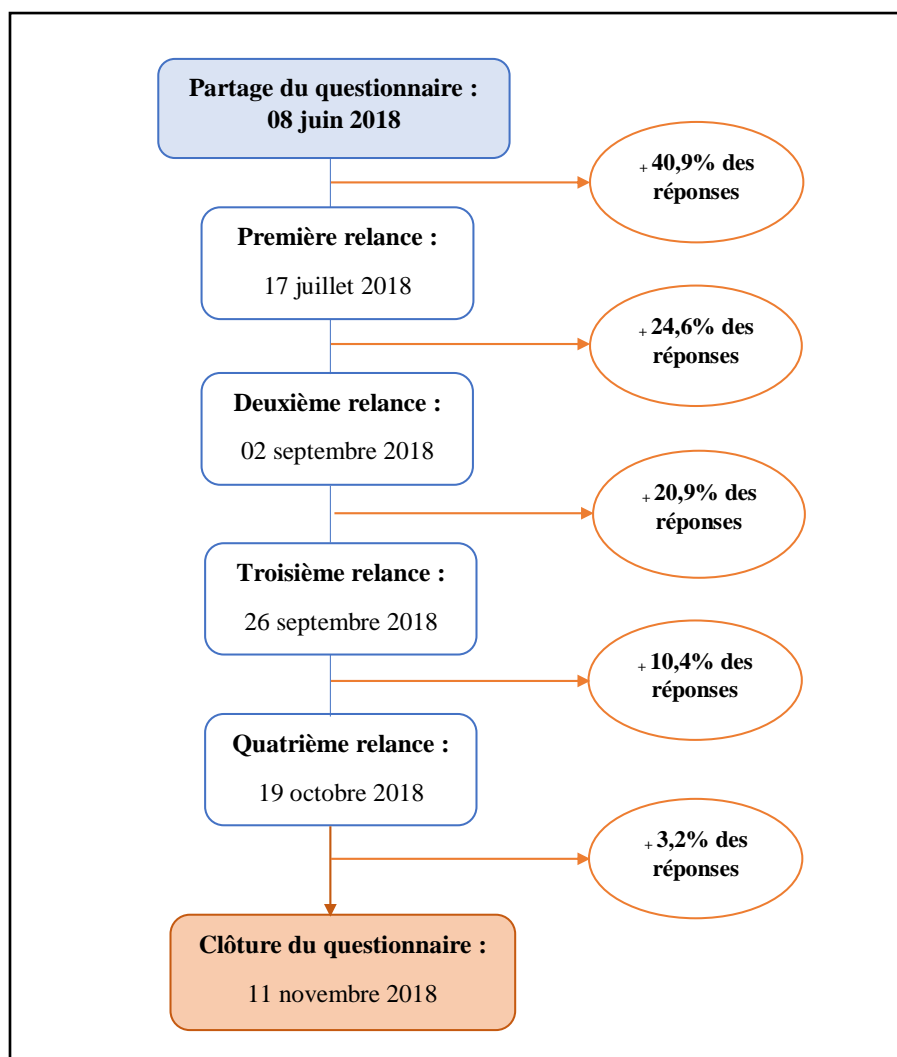 Partage du questionnaire :
08 juin 2018
+ 40,9% des
réponses
Première relance :
17 juillet 2018
+ 24,6% des
réponses
Deuxième relance :
02 septembre 2018
+ 20,9% des
réponses
Troisième relance :
26 septembre 2018
+ 10,4% des
réponses
Quatrième relance :
19 octobre 2018
+ 3,2% des
réponses
Clôture du questionnaire :
11 novembre 2018